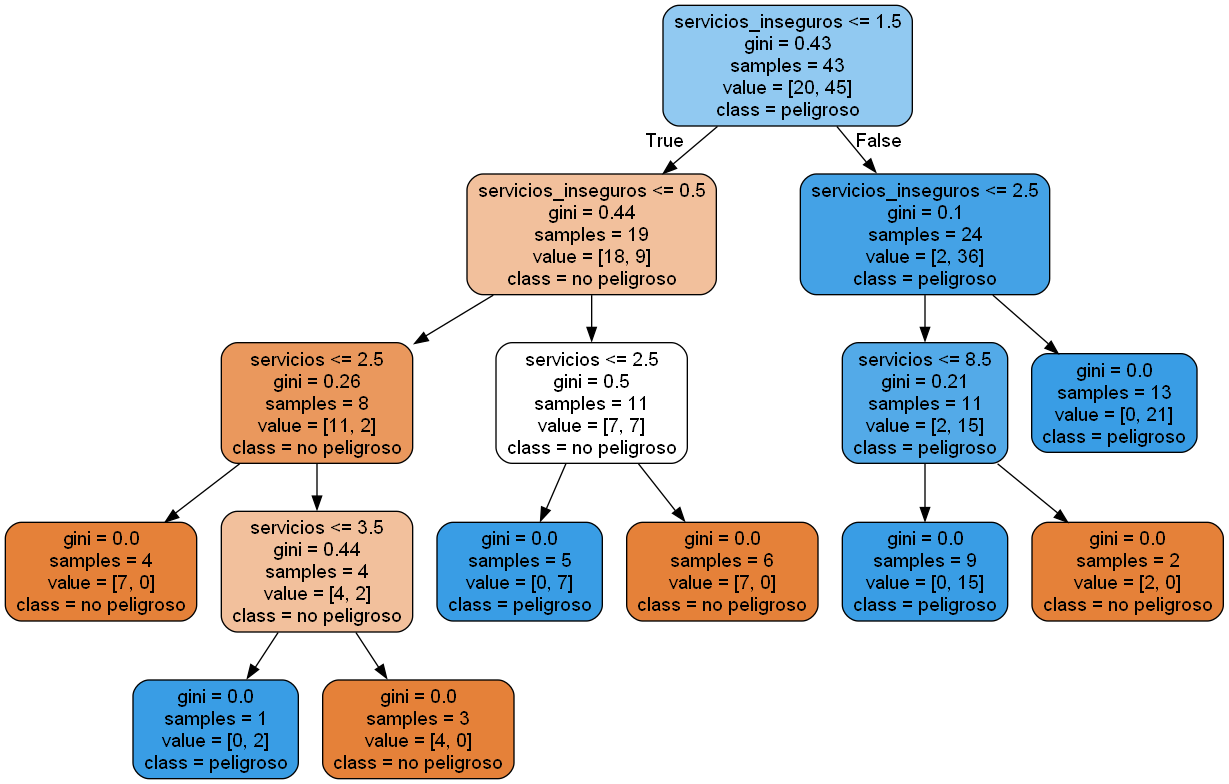 servicios_inseguros <= 1.5
gini = 0.43
samples = 43
value = [20, 45]
class = peligroso
True
False
servicios_inseguros <= 0.5
gini = 0.44
samples = 19
value = [18, 9]
class = no peligroso
servicios_inseguros <= 2.5
gini = 0.1
samples = 24
value = [2, 36]
class = peligroso
servicios <= 2.5
gini = 0.26
samples = 8
value = [11, 2]
class = no peligroso
servicios <= 2.5
gini = 0.5
samples = 11
value = [7, 7]
class = no peligroso
servicios <= 8.5
gini = 0.21
samples = 11
value = [2, 15]
class = peligroso
gini = 0.0
samples = 13
value = [0, 21]
class = peligroso
gini = 0.0
samples = 4
value = [7, 0]
class = no peligroso
servicios <= 3.5
gini = 0.44
samples = 4
value = [4, 2]
class = no peligroso
gini = 0.0
samples = 5
value = [0, 7]
class = peligroso
gini = 0.0
samples = 6
value = [7, 0]
class = no peligroso
gini = 0.0
samples = 9
value = [0, 15]
class = peligroso
gini = 0.0
samples = 2
value = [2, 0]
class = no peligroso
gini = 0.0
samples = 1
value = [0, 2]
class = peligroso
gini = 0.0
samples = 3
value = [4, 0]
class = no peligroso